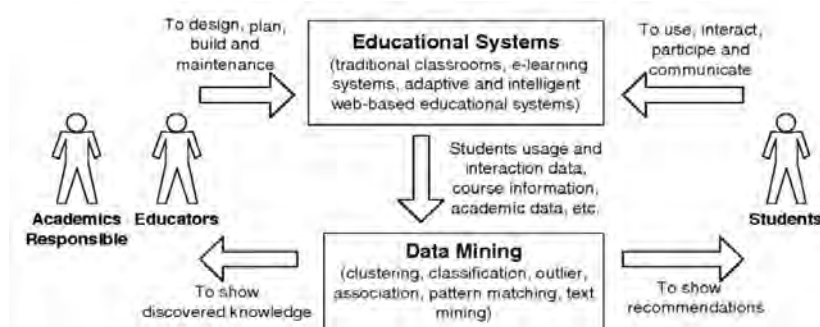 To design, plan,
build and
maintenance
Educational Systems
(traditional classrooms, e-learning
systems, adaptive and intelligent
web-based educational systems)
To use, interact,
participe and
communicate
Students usage and
interaction data,
course information,
academic data, etc.
Academics
Responsible
Educators
Students
Data Mining
(clustering, classification, outlier,
association, pattern matching, text
mining)
To show
discovered knowledge
To show
recommendations